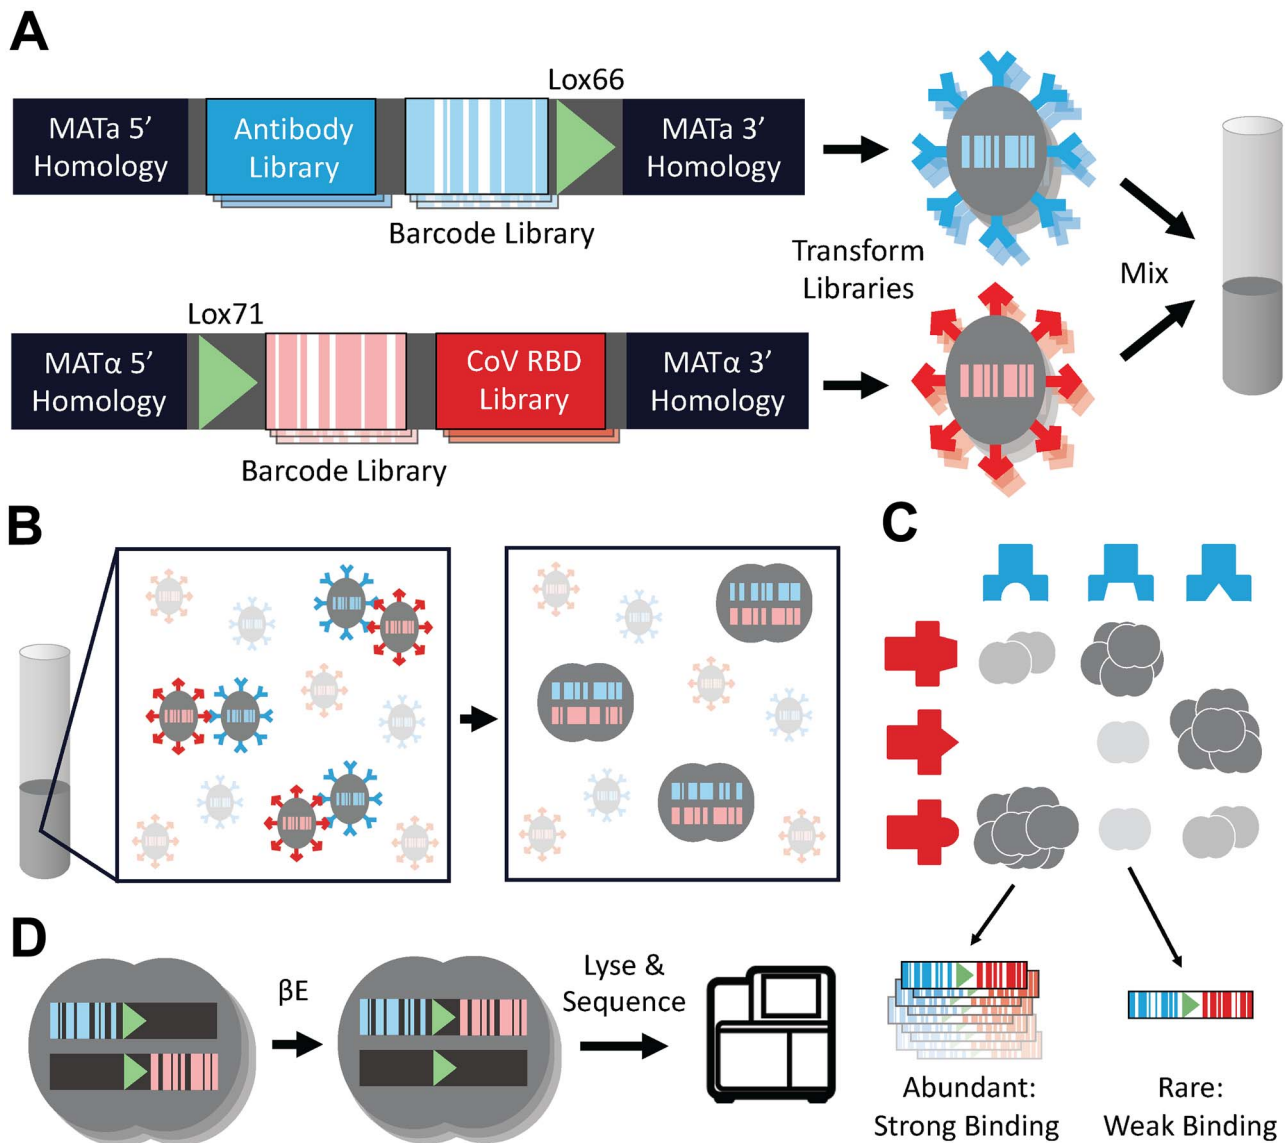 A
Lox66
MATa 5’
Homology
Antibody
Library
MATa 3’
Homology
Barcode Library
Transform
Libraries
Mix
Lox71
MATα 5’
Homology
CoV RBD
Library
MATα 3’
Homology
Barcode Library
B
C
D
βE
Lyse &
Sequence
Abundant:
Strong Binding
Rare:
Weak Binding